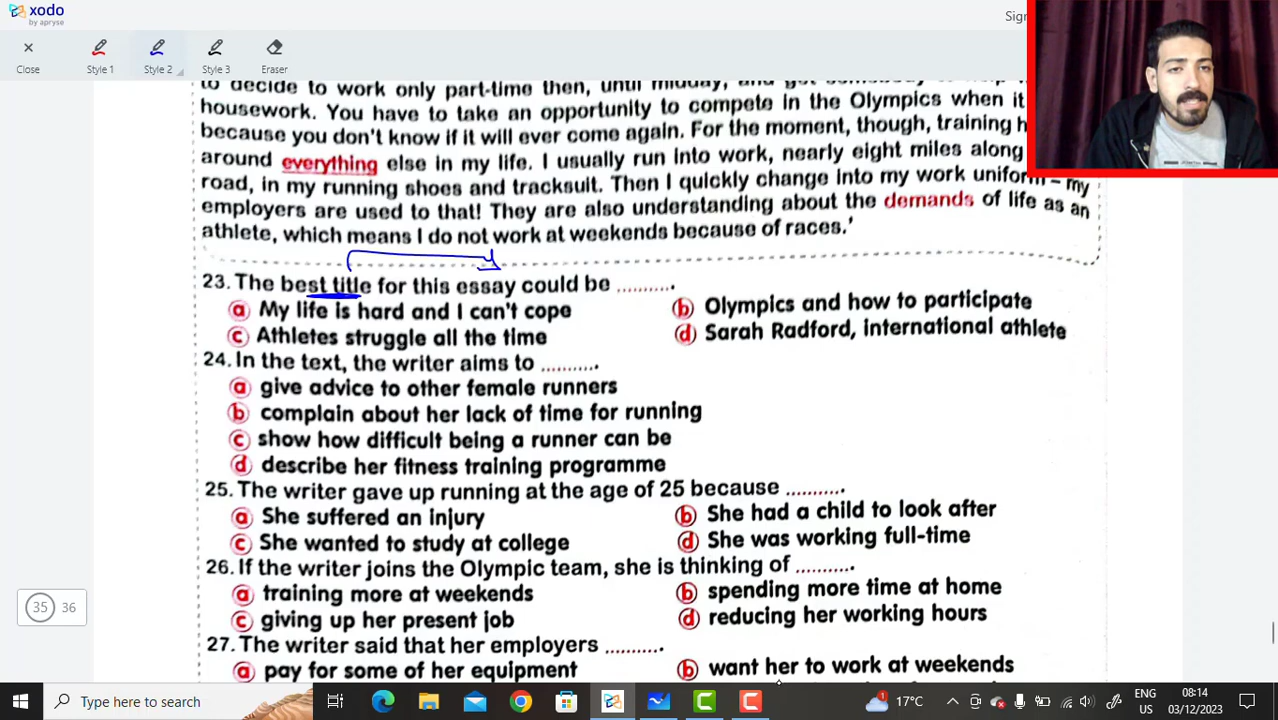 xodo
by apryse
Sign
Close
Style 1
Style 2
Style 3
Eraser
to decide to work only part-time then, until midday, and get somebody to help
housework. You have to take an opportunity to compete in the Olympics when it
because you don't know if it will ever come again. For the moment, though, training
around everything else in my life. I usually run into work, nearly eight miles along
road, in my running shoes and tracksuit. Then I quickly change into my work uniform - my
employers are used to that! They are also understanding about the demands of life as an
athlete, which means I do not work at weekends because of races.'
23. The best title for this essay could be ..........
a My life is hard and I can't cope
b Olympics and how to participate
c Athletes struggle all the time
d Sarah Radford, international athlete
24. In the text, the writer aims to ..........
a give advice to other female runners
b complain about her lack of time for running
c show how difficult being a runner can be
d describe her fitness training programme
25. The writer gave up running at the age of 25 because ..........
a She suffered an injury
b She had a child to look after
c She wanted to study at college
d She was working full-time
26. If the writer joins the Olympic team, she is thinking of ..........
a training more at weekends
b spending more time at home
c giving up her present job
d reducing her working hours
27. The writer said that her employers ..........
a pay for some of her equipment
b want her to work at weekends
35 36
Type here to search
1
17°C
ENG
US
08:14
03/12/2023